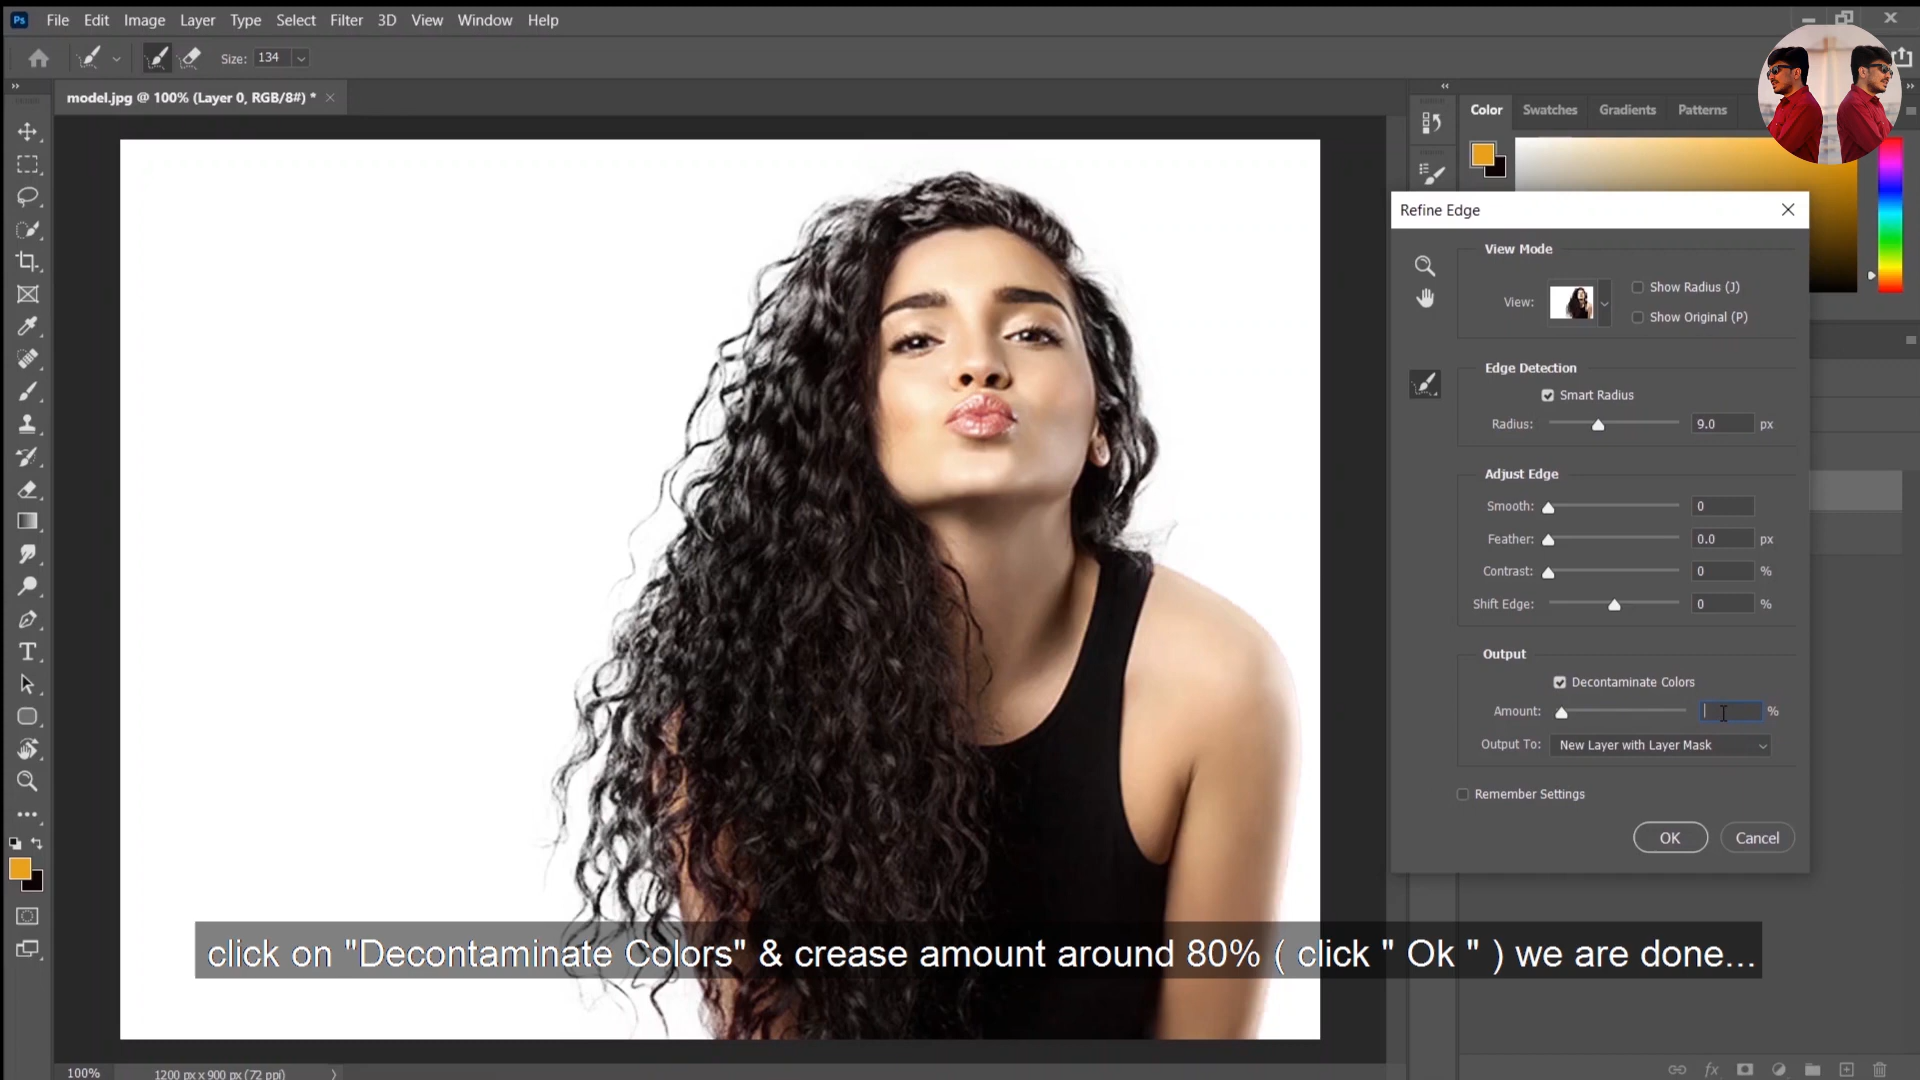 Ps File Edit Image Layer Type Select Filter 3D View Window Help
Size: 134
model.jpg @ 100% (Layer 0, RGB/8#) *
Color Swatches Gradients Patterns
Refine Edge
View Mode
View:
Show Radius (J)
Show Original (P)
Edge Detection
Smart Radius
Radius: 9.0 px
Adjust Edge
Smooth: 0
Feather: 0.0 px
Contrast: 0 %
Shift Edge: 0 %
Output
Decontaminate Colors
Amount: %
Output To: New Layer with Layer Mask
Remember Settings
OK Cancel
click on "Decontaminate Colors" & crease amount around 80% ( click " Ok " ) we are done...
100% 1200 px x 900 px (72 ppi)
fx